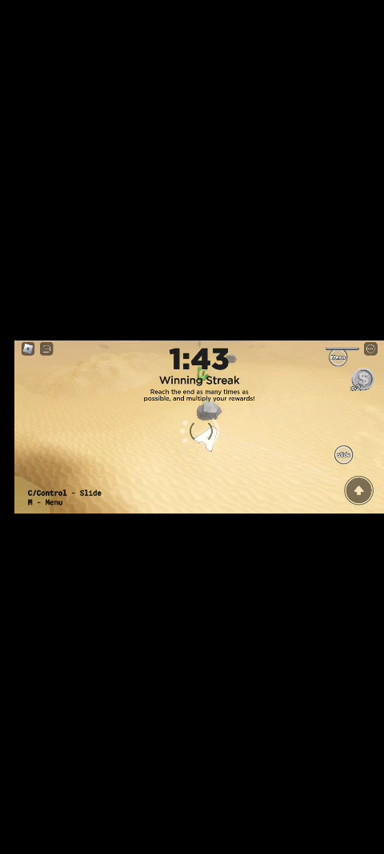 1:43
Winning Streak
Reach the end as many times as
possible, and multiply your rewards!
Slide
C/Control - Slide
M - Menu